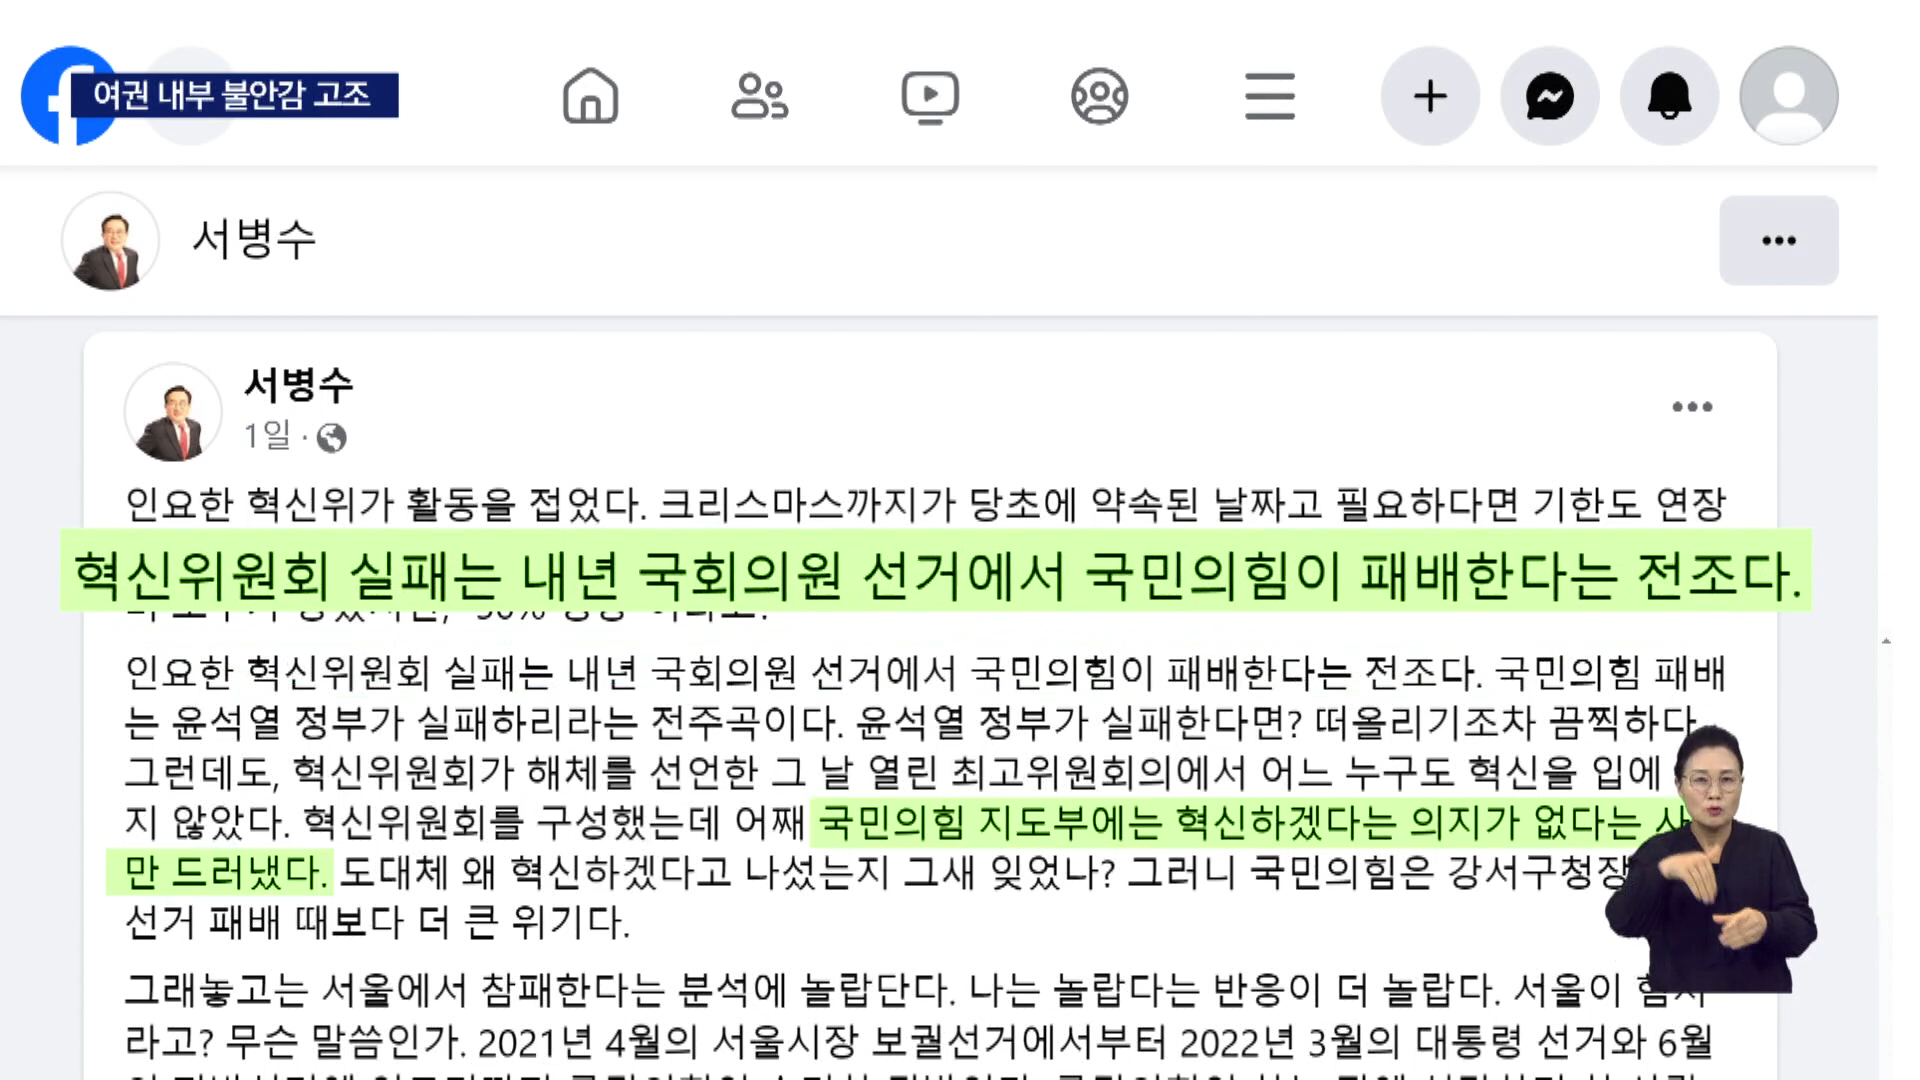 여권 내부 불안감 고조
서병수
서병수
1일
인요한 혁신위가 활동을 접었다. 크리스마스까지가 당초에 약속된 날짜고 필요하다면 기한도 연장
혁신위원회 실패는 내년 국회의원 선거에서 국민의힘이 패배한다는 전조다.
인요한 혁신위원회 실패는 내년 국회의원 선거에서 국민의힘이 패배한다는 전조다. 국민의힘 패배
는 윤석열 정부가 실패하리라는 전주곡이다. 윤석열 정부가 실패한다면? 떠올리기조차 끔찍하다.
그런데도, 혁신위원회가 해체를 선언한 그 날 열린 최고위원회의에서 어느 누구도 혁신을 입에
지 않았다. 혁신위원회를 구성했는데 어째 국민의힘 지도부에는 혁신하겠다는 의지가 없다는
만 드러냈다. 도대체 왜 혁신하겠다고 나섰는지 그새 잊었나? 그러니 국민의힘은 강서구청장
선거 패배 때보다 더 큰 위기다.
그래놓고는 서울에서 참패한다는 분석에 놀랍단다. 나는 놀랍다는 반응이 더 놀랍다. 서울이 험지
라고? 무슨 말씀인가. 2021년 4월의 서울시장 보궐선거에서부터 2022년 3월의 대통령 선거와 6월